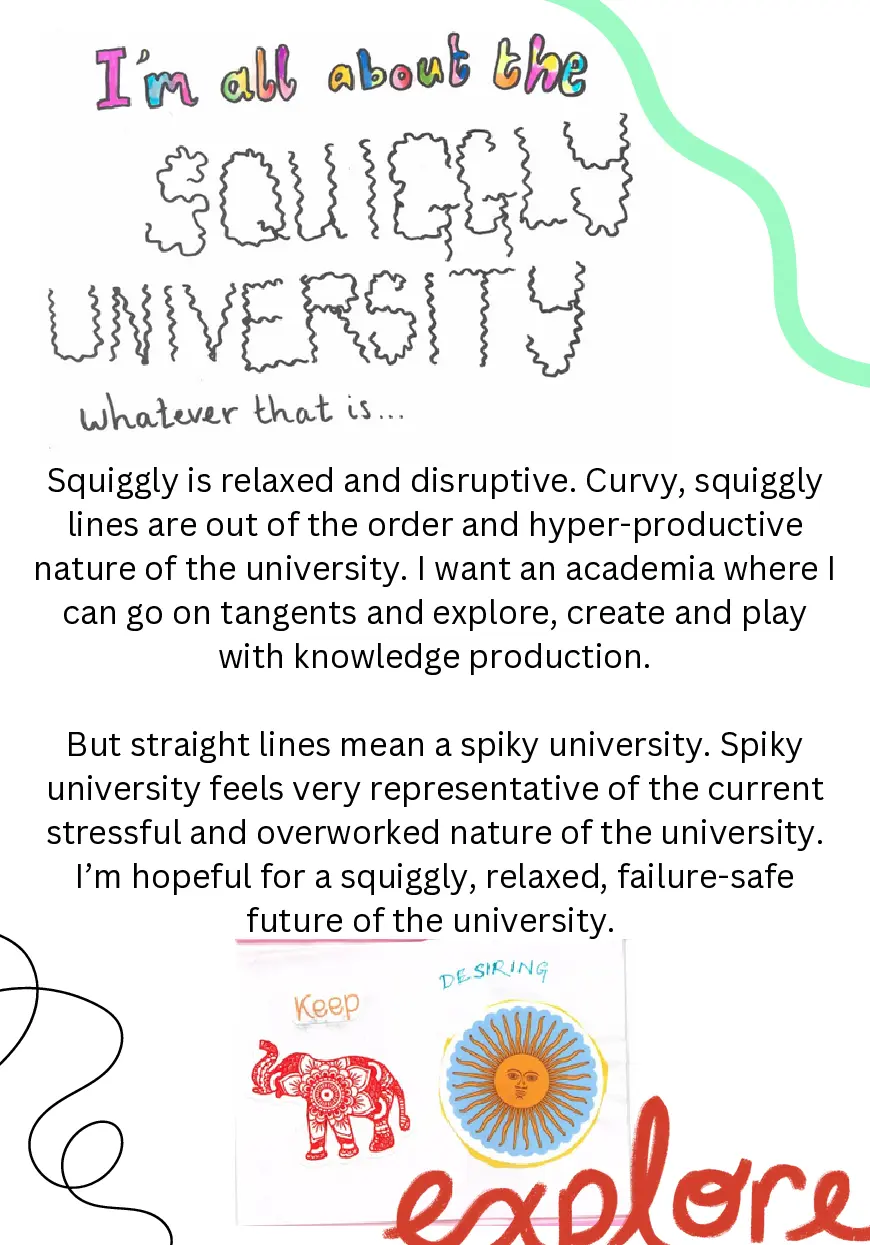 I'm all about the
SQUIGGLY
UNIVERSITY
whatever that is...
Squiggly is relaxed and disruptive. Curvy, squiggly
lines are out of the order and hyper-productive
nature of the university. I want an academia where I
can go on tangents and explore, create and play
with knowledge production.
But straight lines mean a spiky university. Spiky
university feels very representative of the current
stressful and overworked nature of the university.
I’m hopeful for a squiggly, relaxed, failure-safe
future of the university.
Keep
DESIRING
explore